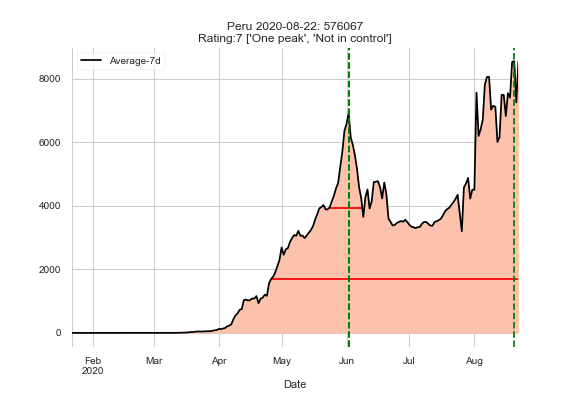 Peru 2020-08-22: 576067
Rating:7 ['One peak', 'Not in control']
Average-7d
8000
6000
4000
2000
0
Feb Mar Apr May Jun Jul Aug
2020
Date